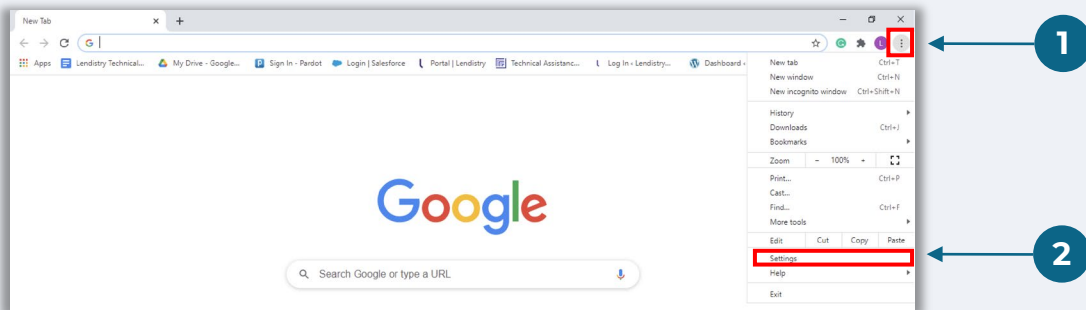 New Tab
G
Apps Lendistry Technical... My Drive - Google... Sign In - Pardot Login | Salesforce Portal | Lendistry Technical Assistanc... Log In ‹ Lendistry... Dashboard ‹
L
1
New tab Ctrl+T
New window Ctrl+N
New incognito window Ctrl+Shift+N
History
Downloads Ctrl+J
Bookmarks
Zoom - 100% +
Print... Ctrl+P
Cast...
Find... Ctrl+F
More tools
Edit Cut Copy Paste
Settings
2
Help
Exit
Google
Search Google or type a URL